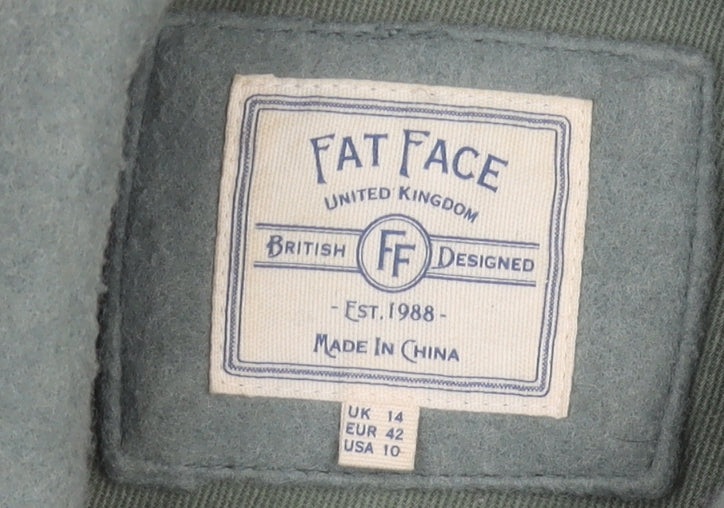 FAT FACE
UNITED KINGDOM
BRITISH FF DESIGNED
- EST. 1988 -
MADE IN CHINA
UK 14
EUR 42
USA 10